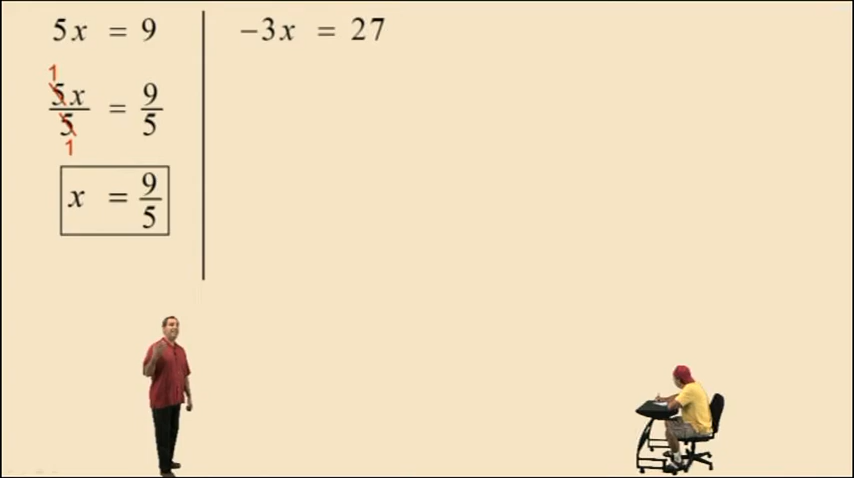 5x = 9
1
5x/5 = 9/5
1
x = 9/5
−3x = 27